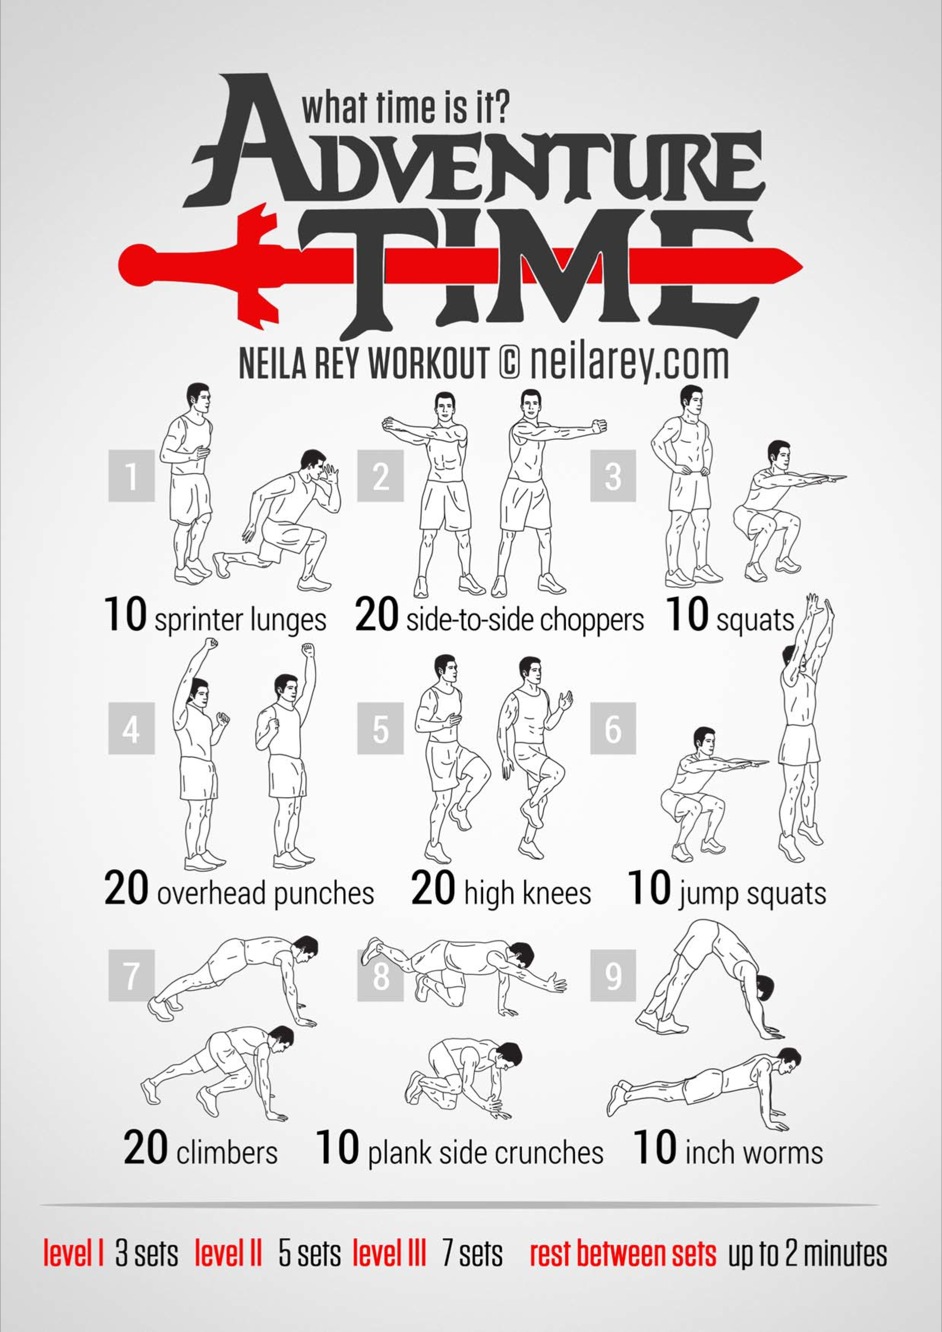 what time is it?
ADVENTURE
TIME
NEILA REY WORKOUT © neilarey.com
1
2
3
10 sprinter lunges
20 side-to-side choppers
10 squats
4
5
6
20 overhead punches
20 high knees
10 jump squats
7
8
9
20 climbers
10 plank side crunches
10 inch worms
level I 3 sets level II 5 sets level III 7 sets rest between sets up to 2 minutes